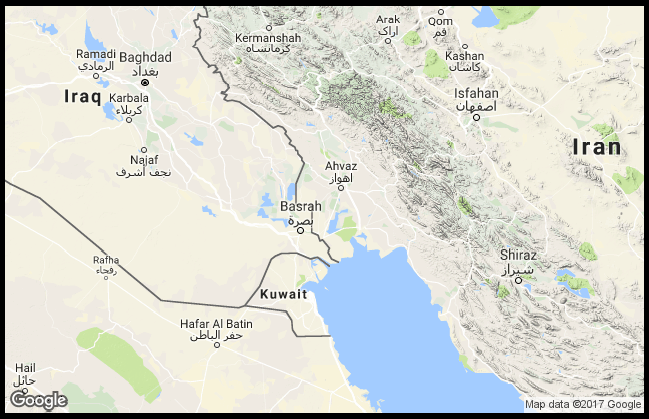 Arak
اراک
Qom
قم
Kermanshah
کرمانشاه
Ramadi
الرمادي
Baghdad
بغداد
Kashan
کاشان
Iraq
Karbala
كربلاء
Isfahan
اصفهان
Iran
Najaf
نجف أشرف
Ahvaz
اهواز
Basrah
بصرة
Rafha
رفحاء
Shiraz
شیراز
Kuwait
Hafar Al Batin
حفر الباطن
Hail
حائل
Google
Map data ©2017 Google